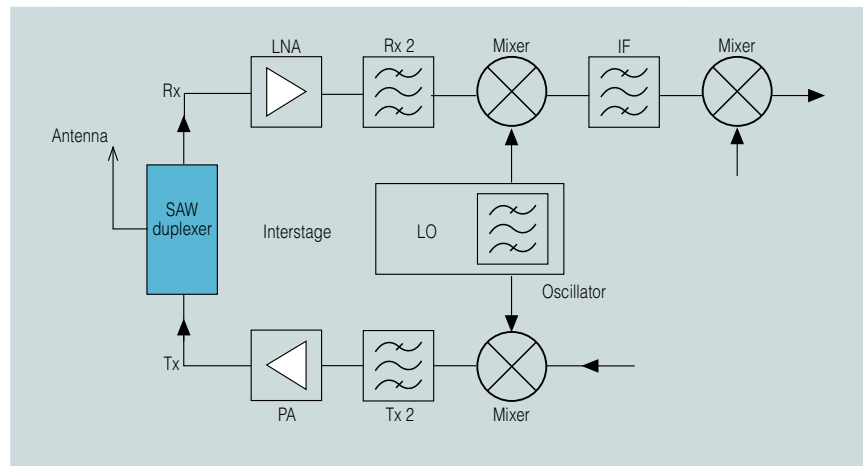 LNA
Rx 2
Mixer
IF
Mixer
Rx
Antenna
SAW
duplexer
Interstage
LO
Oscillator
Tx
PA
Tx 2
Mixer